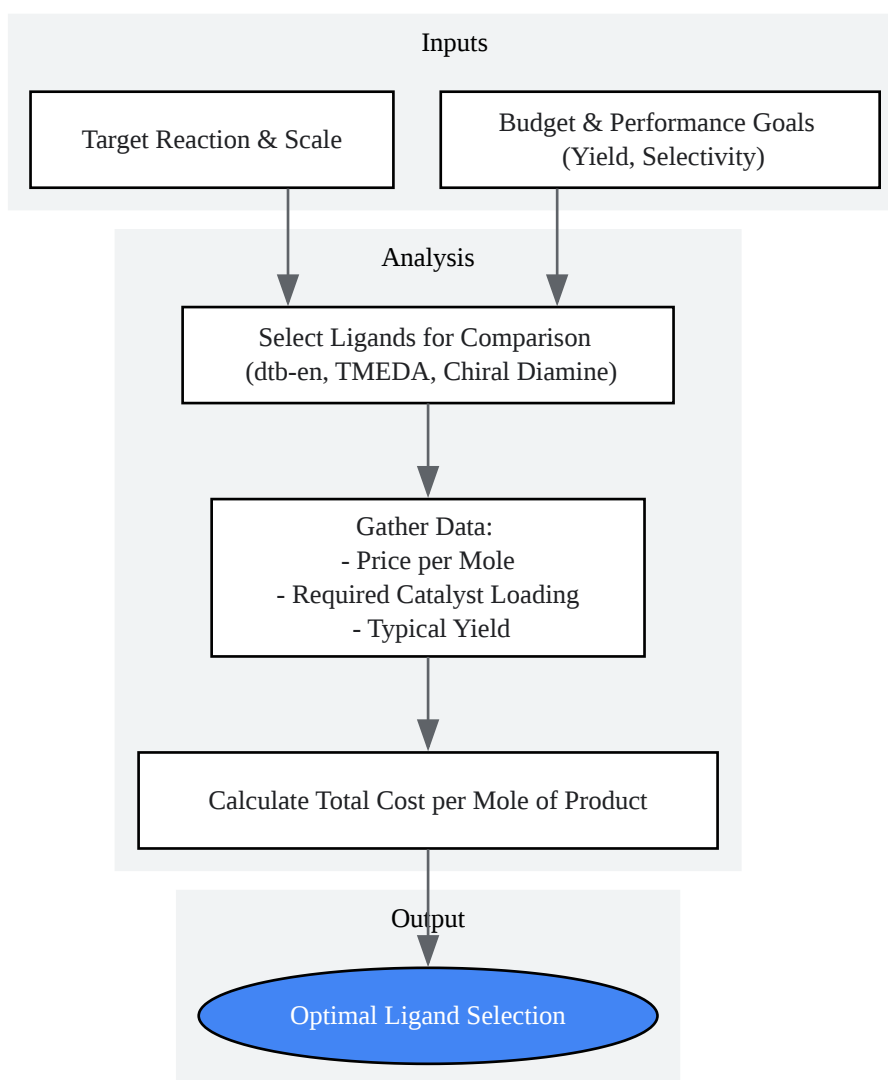 Inputs
Target Reaction & Scale
Budget & Performance Goals
(Yield, Selectivity)
Analysis
Select Ligands for Comparison
(dtb-en, TMEDA, Chiral Diamine)
Gather Data:
- Price per Mole
- Required Catalyst Loading
- Typical Yield
Calculate Total Cost per Mole of Product
Output
Optimal Ligand Selection